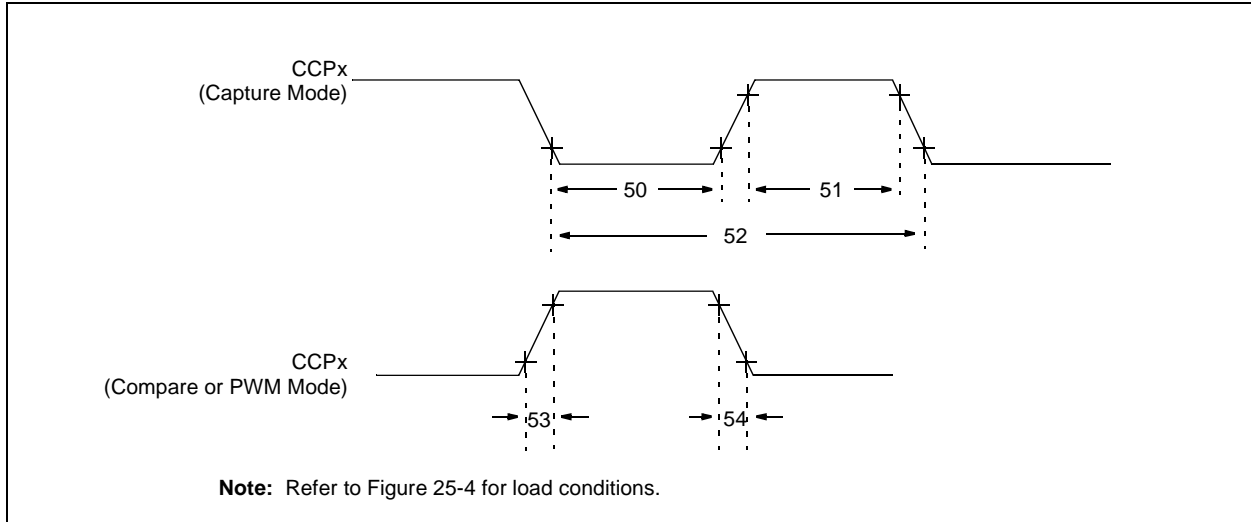 CCPx
(Capture Mode)
50
51
52
CCPx
(Compare or PWM Mode)
53
54
Note: Refer to Figure 25-4 for load conditions.